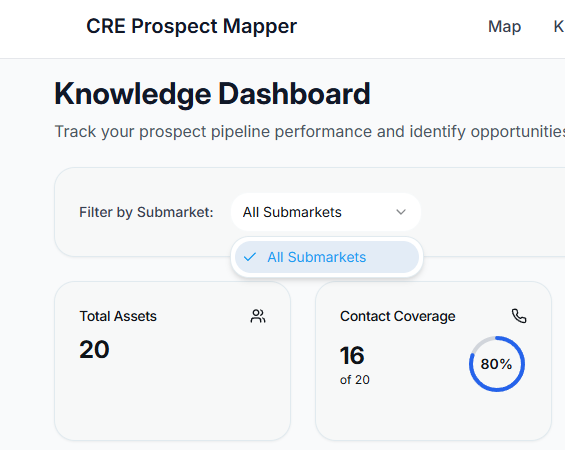 CRE Prospect Mapper
Map
K
Knowledge Dashboard
Track your prospect pipeline performance and identify opportunities
Filter by Submarket:
All Submarkets
All Submarkets
Total Assets
20
Contact Coverage
16
of 20
80%